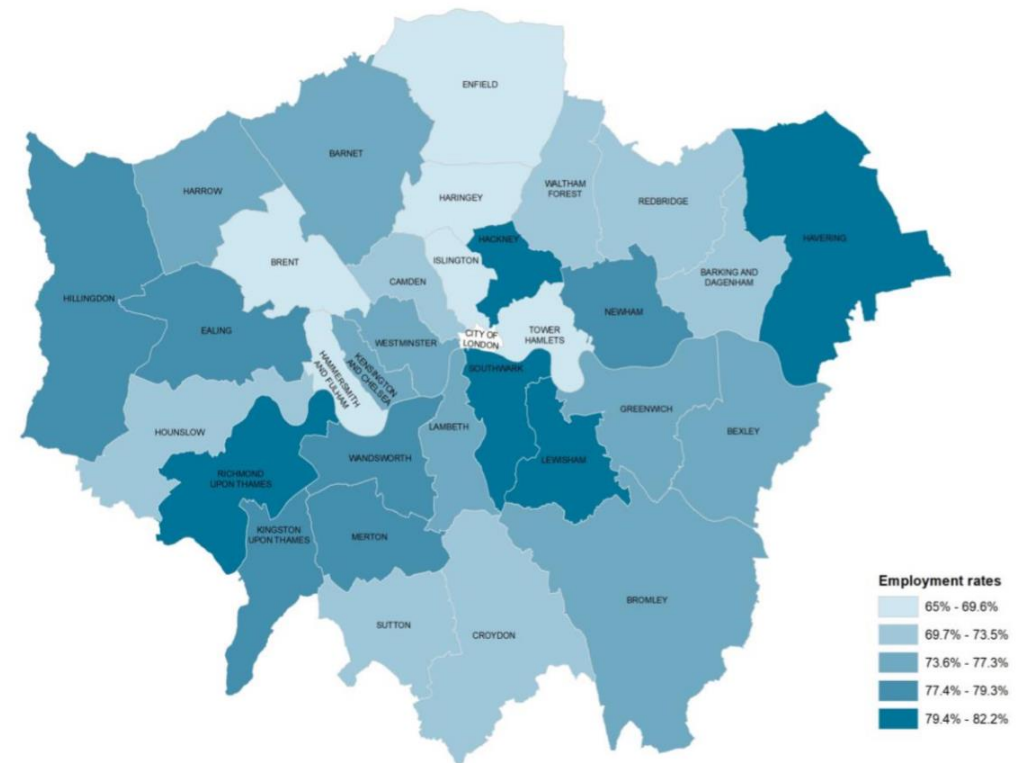 ENFIELD
BARNET
HARROW
HARINGEY
WALTHAM
FOREST
REDBRIDGE
HACKNEY
HAVERING
BRENT
ISLINGTON
CAMDEN
BARKING AND
DAGENHAM
HILLINGDON
EALING
NEWHAM
WESTMINSTER
CITY OF
LONDON
TOWER
HAMLETS
KENSINGTON
AND CHELSEA
HAMMERSMITH
AND FULHAM
SOUTHWARK
GREENWICH
HOUNSLOW
LAMBETH
BEXLEY
WANDSWORTH
LEWISHAM
RICHMOND
UPON THAMES
KINGSTON
UPON THAMES
MERTON
BROMLEY
SUTTON
CROYDON
Employment rates
65% - 69.6%
69.7% - 73.5%
73.6% - 77.3%
77.4% - 79.3%
79.4% - 82.2%